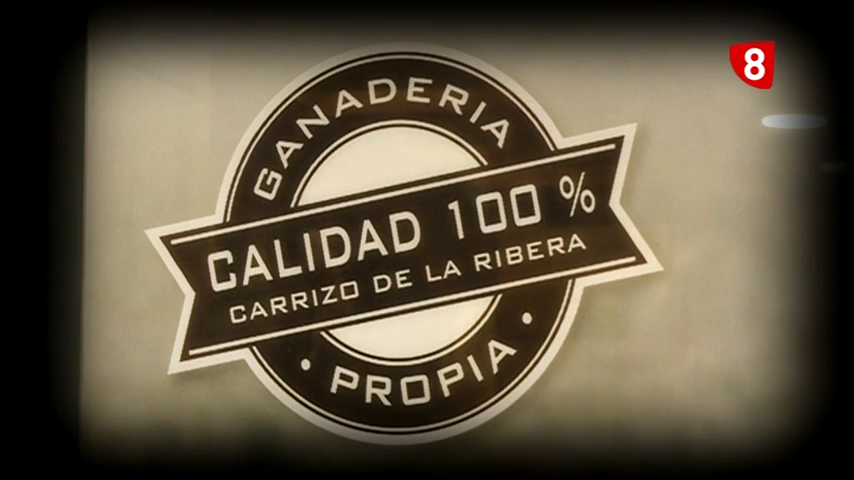 GANADERIA
CALIDAD 100 %
CARRIZO DE LA RIBERA
• PROPIA •
8